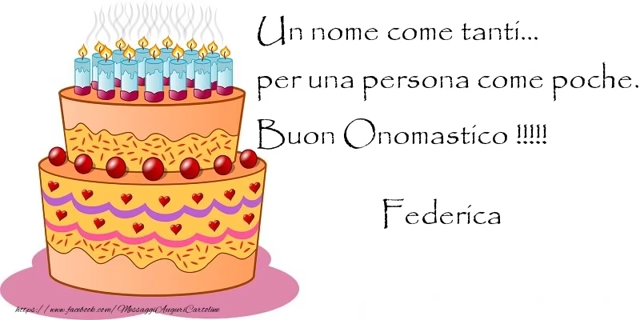 Un nome come tanti...
per una persona come poche.
Buon Onomastico !!!!!
Federica
https://www.facebook.com/MessaggiAuguriCartoline